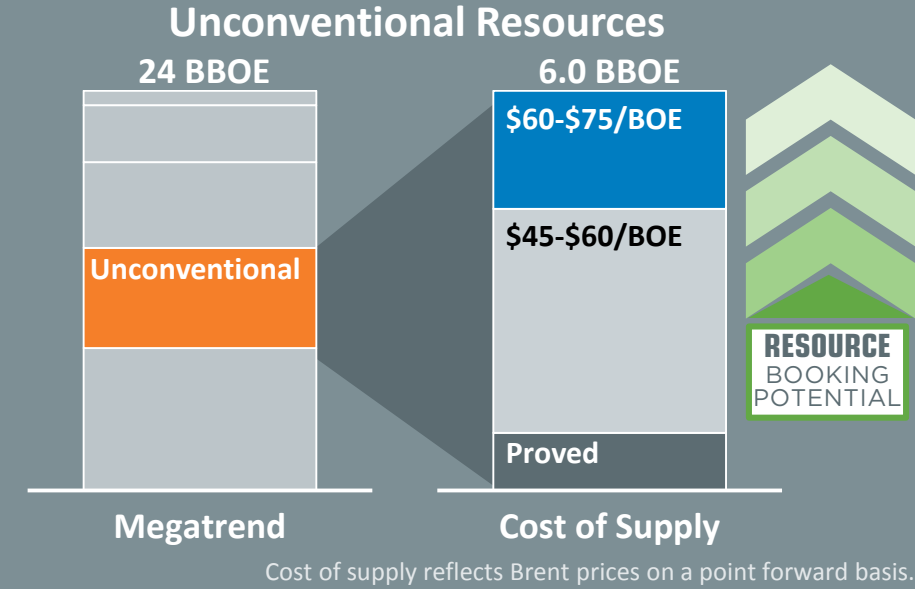 Unconventional Resources
24 BBOE
6.0 BBOE
Unconventional
$60-$75/BOE
$45-$60/BOE
Proved
RESOURCE
BOOKING
POTENTIAL
Megatrend
Cost of Supply
Cost of supply reflects Brent prices on a point forward basis.